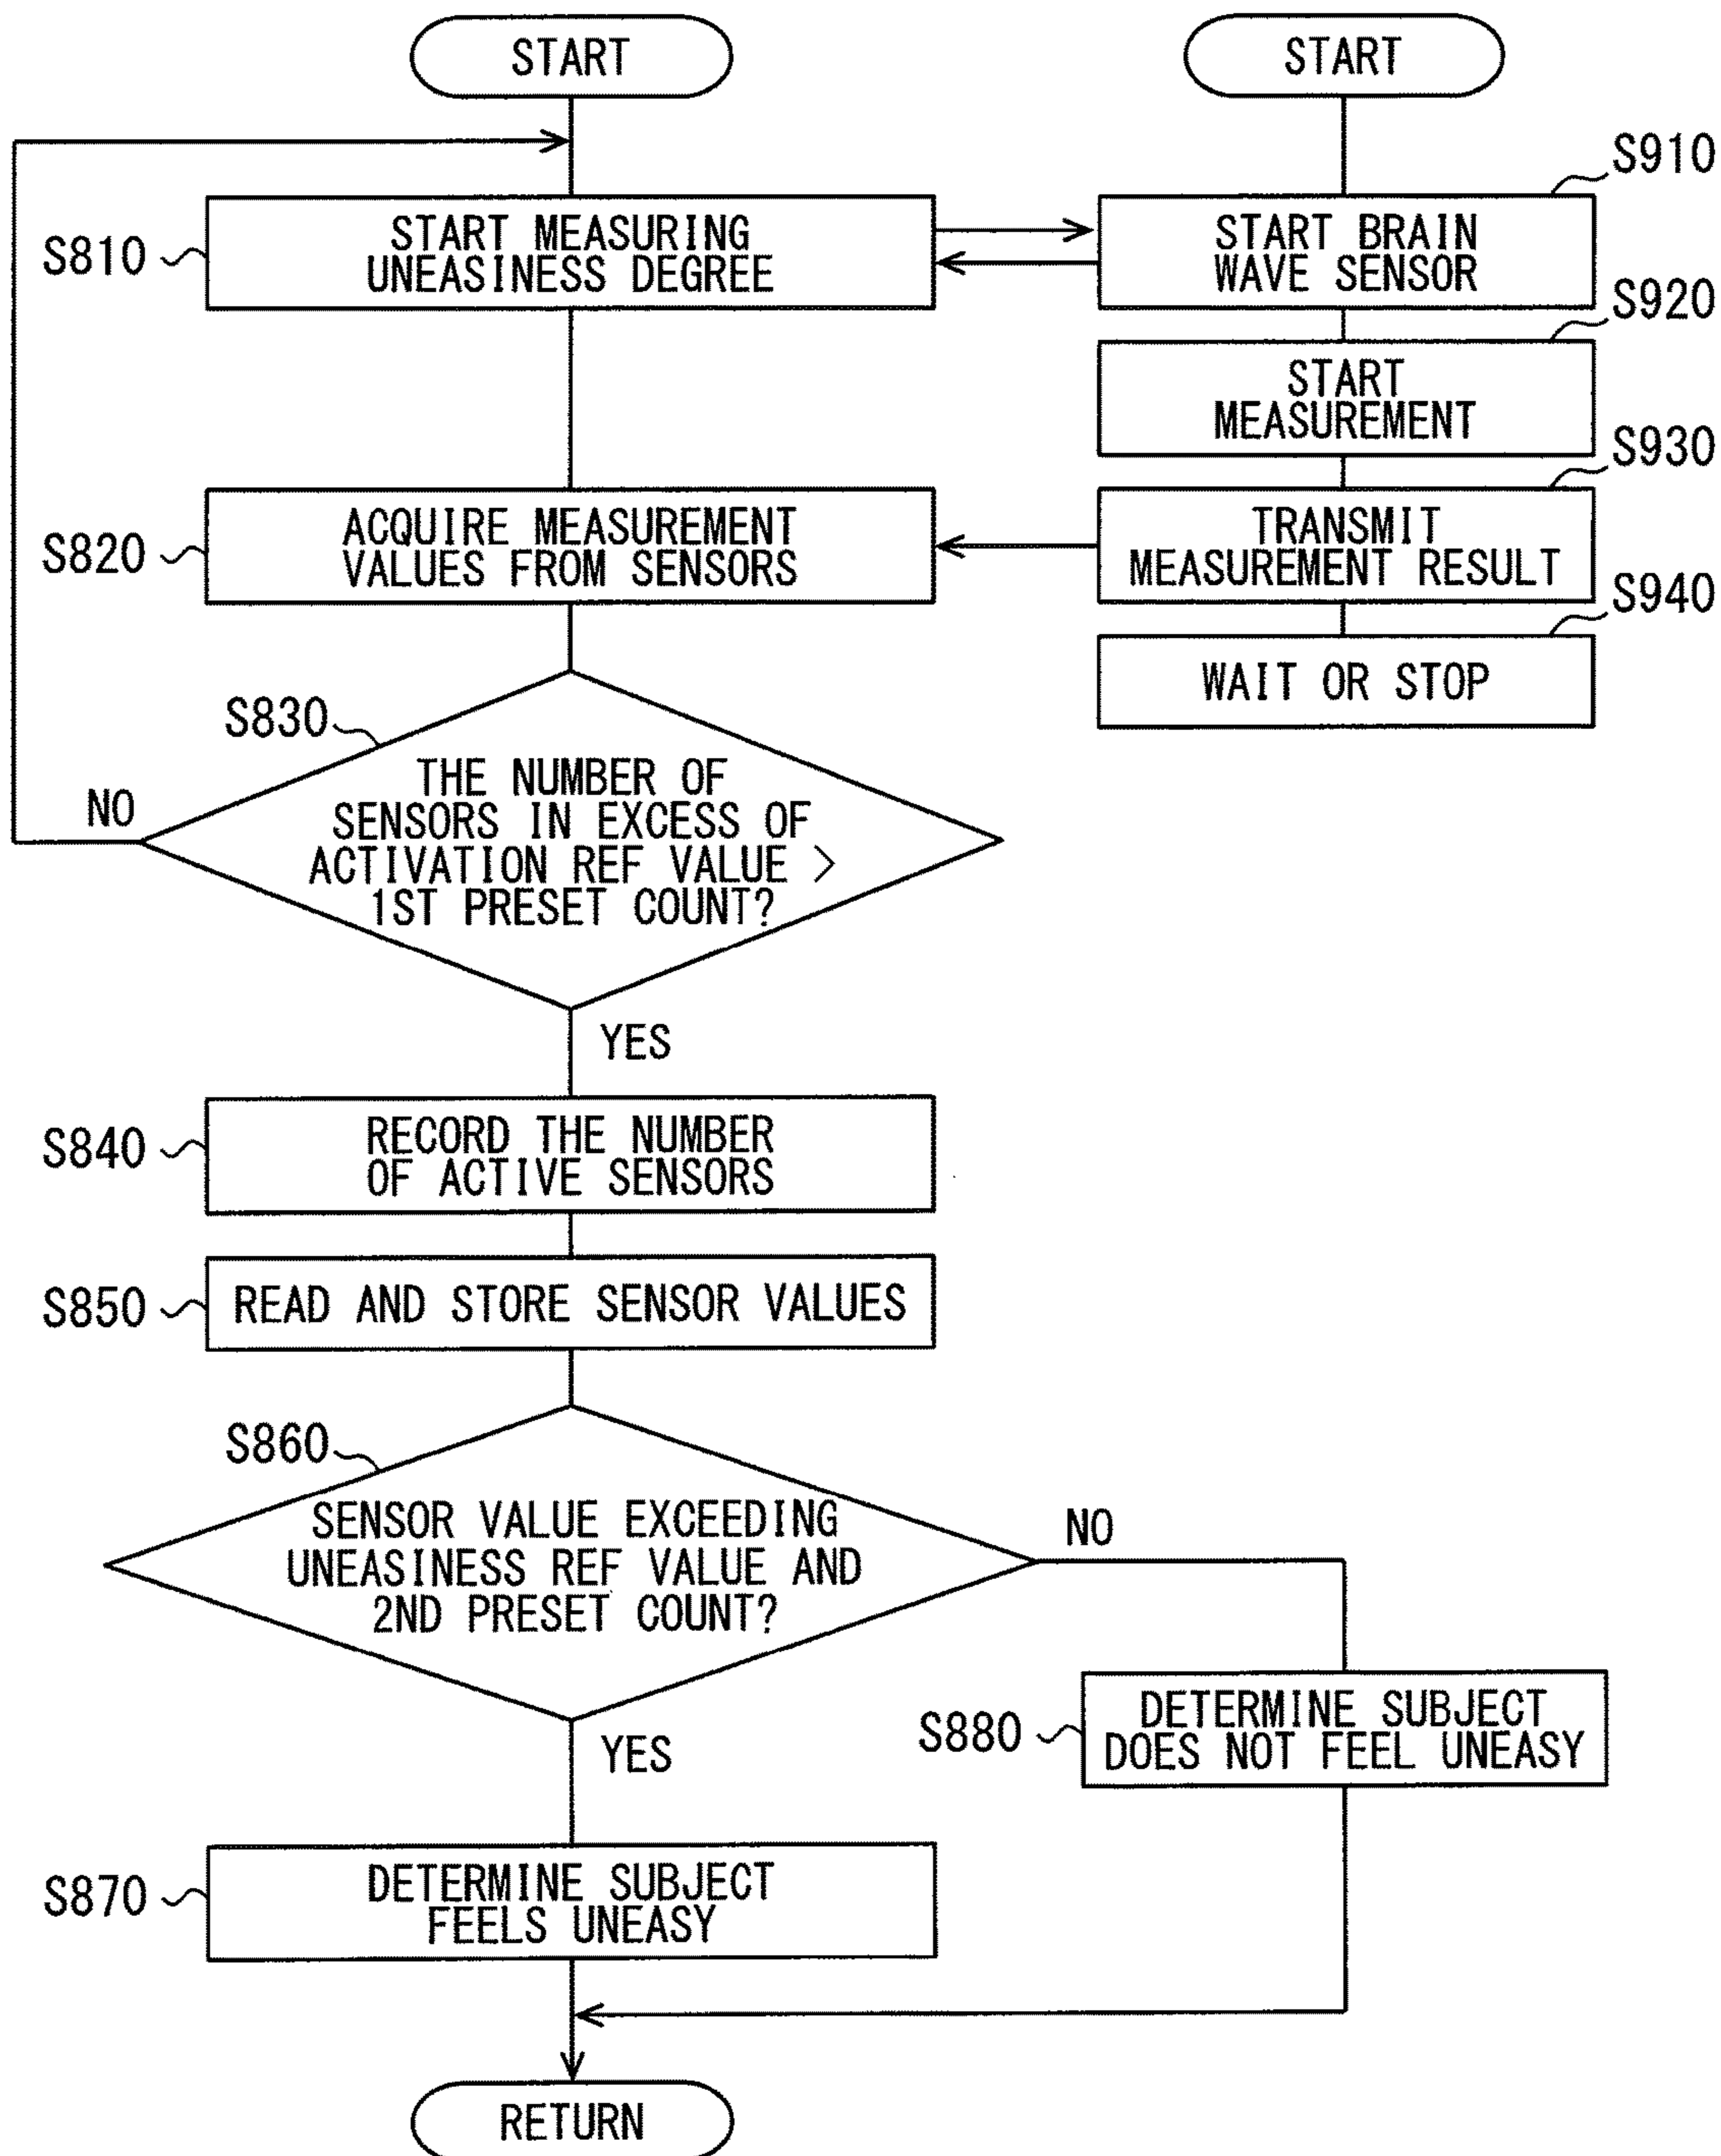 START
START
S910
S810
START MEASURING
UNEASINESS DEGREE
START BRAIN
WAVE SENSOR
S920
START
MEASUREMENT
S930
S820
ACQUIRE MEASUREMENT
VALUES FROM SENSORS
TRANSMIT
MEASUREMENT RESULT
S940
WAIT OR STOP
S830
NO
THE NUMBER OF
SENSORS IN EXCESS OF
ACTIVATION REF VALUE >
1ST PRESET COUNT?
YES
S840
RECORD THE NUMBER
OF ACTIVE SENSORS
S850
READ AND STORE SENSOR VALUES
S860
SENSOR VALUE EXCEEDING
UNEASINESS REF VALUE AND
2ND PRESET COUNT?
NO
YES
S880
DETERMINE SUBJECT
DOES NOT FEEL UNEASY
S870
DETERMINE SUBJECT
FEELS UNEASY
RETURN